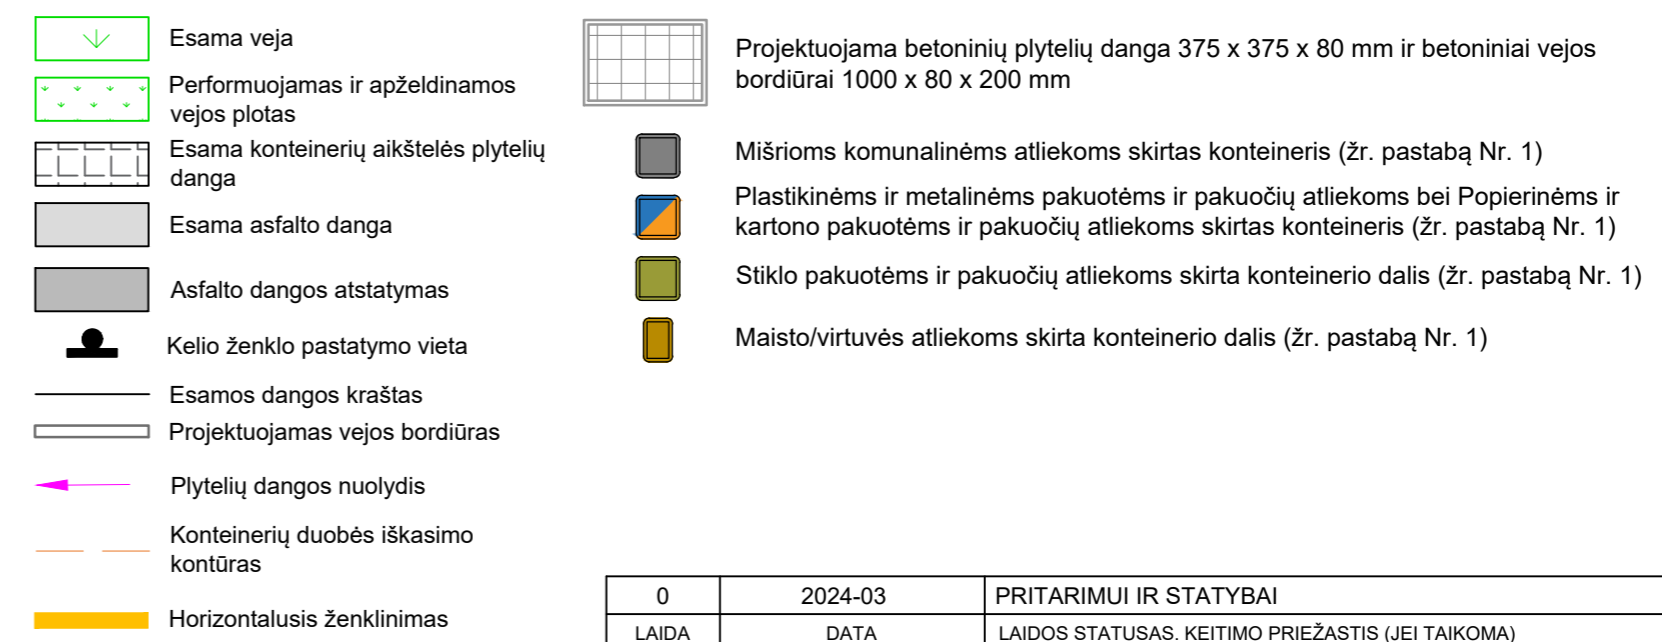 Esama veja
Performuojamas ir apželdinamos
vejos plotas
Esama konteinerių aikštelės plytelių
danga
Esama asfalto danga
Asfalto dangos atstatymas
Kelio ženklo pastatymo vieta
Esamos dangos kraštas
Projektuojamas vejos bordiūras
Plytelių dangos nuolydis
Konteinerių duobės iškasimo
kontūras
Horizontalusis ženklinimas
Projektuojama betoninių plytelių danga 375 x 375 x 80 mm ir betoniniai vejos
bordiūrai 1000 x 80 x 200 mm
Mišrioms komunalinėms atliekoms skirtas konteineris (žr. pastabą Nr. 1)
Plastikinėms ir metalinėms pakuotėms ir pakuočių atliekoms bei Popierinėms ir
kartono pakuotėms ir pakuočių atliekoms skirtas konteineris (žr. pastabą Nr. 1)
Stiklo pakuotėms ir pakuočių atliekoms skirta konteinerio dalis (žr. pastabą Nr. 1)
Maisto/virtuvės atliekoms skirta konteinerio dalis (žr. pastabą Nr. 1)
0 2024-03 PRITARIMUI IR STATYBAI
LAIDA DATA LAIDOS STATUSAS. KEITIMO PRIEŽASTIS (JEI TAIKOMA)